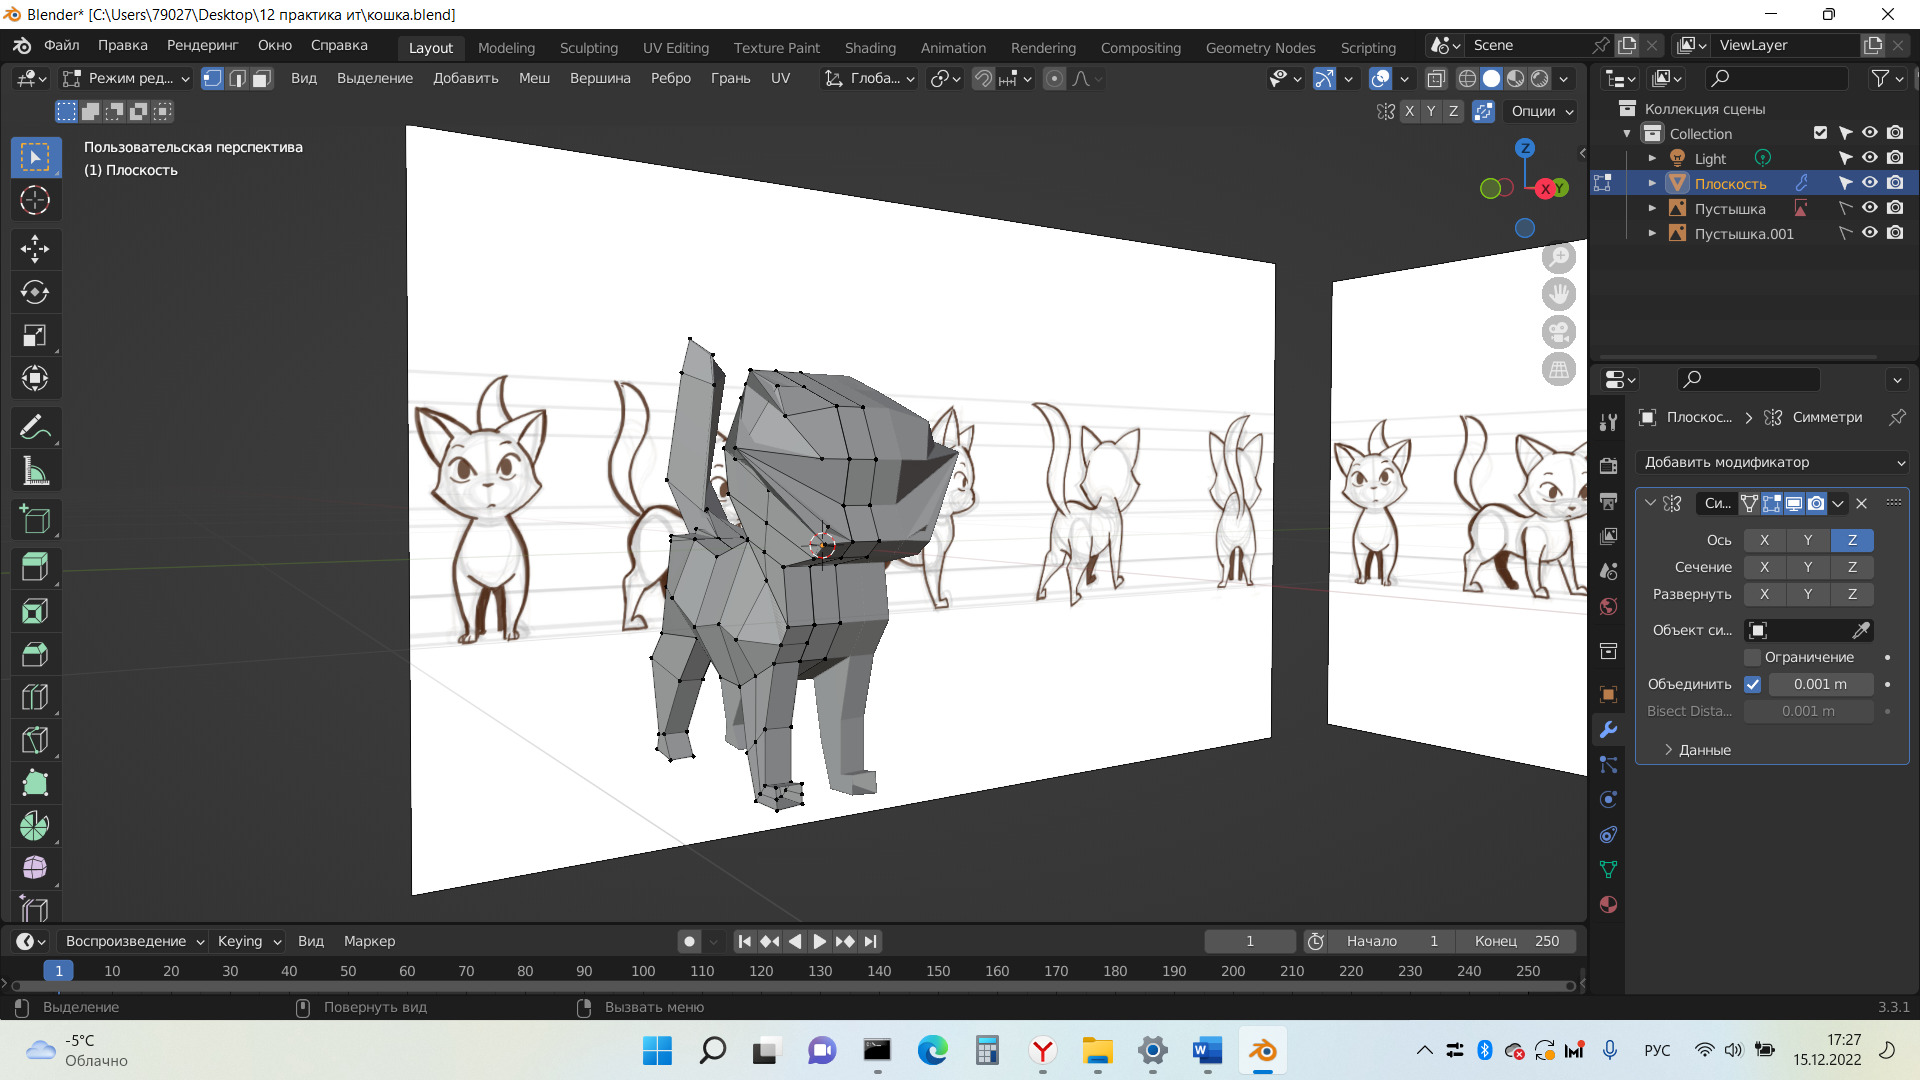 Blender* [C:\Users\79027\Desktop\12 практика ит\кошка.blend]
Файл Правка Рендеринг Окно Справка Layout Modeling Sculpting UV Editing Texture Paint Shading Animation Rendering Compositing Geometry Nodes Scripting Scene ViewLayer
Режим ред... Вид Выделение Добавить Меш Вершина Ребро Грань UV Глоба...
X Y Z Опции
Пользовательская перспектива
(1) Плоскость
Z
X Y
Коллекция сцены
Collection
Light
Плоскость
Пустышка
Пустышка.001
Плоскос... Симметри
Добавить модификатор
Си...
Ось X Y Z
Сечение X Y Z
Развернуть X Y Z
Объект си...
Ограничение
Объединить 0.001 m
Bisect Dista... 0.001 m
Данные
Воспроизведение Keying Вид Маркер 1 Начало 1 Конец 250
1 10 20 30 40 50 60 70 80 90 100 110 120 130 140 150 160 170 180 190 200 210 220 230 240 250
Выделение Повернуть вид Вызвать меню 3.3.1
-5°C
Облачно
РУС
17:27
15.12.2022